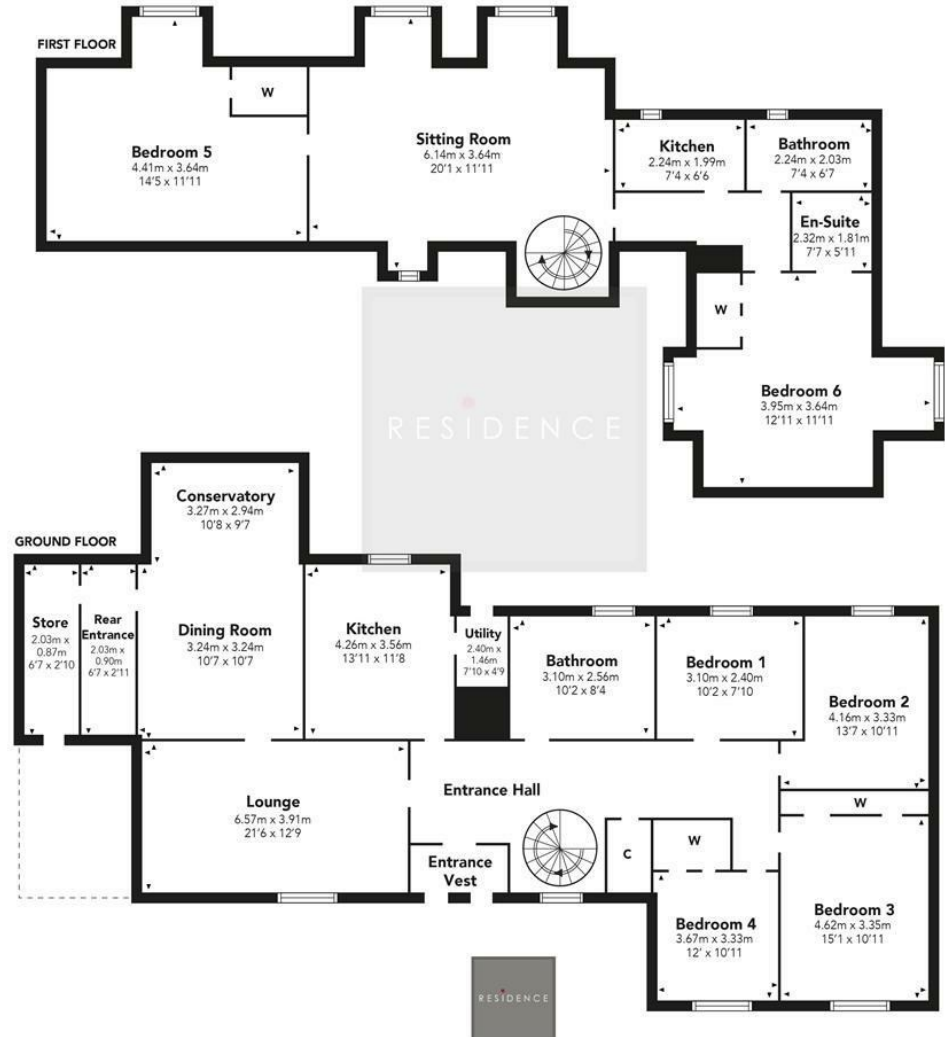 FIRST FLOOR
W
Bedroom 5
4.41m x 3.64m
14'5 x 11'11
Sitting Room
6.14m x 3.64m
20'1 x 11'11
Kitchen
2.24m x 1.99m
7'4 x 6'6
Bathroom
2.24m x 2.03m
7'4 x 6'7
En-Suite
2.32m x 1.81m
7'7 x 5'11
W
Bedroom 6
3.95m x 3.64m
12'11 x 11'11
RESIDENCE
GROUND FLOOR
Conservatory
3.27m x 2.94m
10'8 x 9'7
Store
2.03m x
0.87m
6'7 x 2'10
Rear
Entrance
2.03m x
0.90m
6'7 x 2'11
Dining Room
3.24m x 3.24m
10'7 x 10'7
Kitchen
4.26m x 3.56m
13'11 x 11'8
Utility
2.40m x
1.46m
7'10 x 4'9
Bathroom
3.10m x 2.56m
10'2 x 8'4
Bedroom 1
3.10m x 2.40m
10'2 x 7'10
Bedroom 2
4.16m x 3.33m
13'7 x 10'11
W
Lounge
6.57m x 3.91m
21'6 x 12'9
Entrance Hall
Entrance
Vest
C
W
Bedroom 4
3.67m x 3.33m
12' x 10'11
Bedroom 3
4.62m x 3.35m
15'1 x 10'11
RESIDENCE